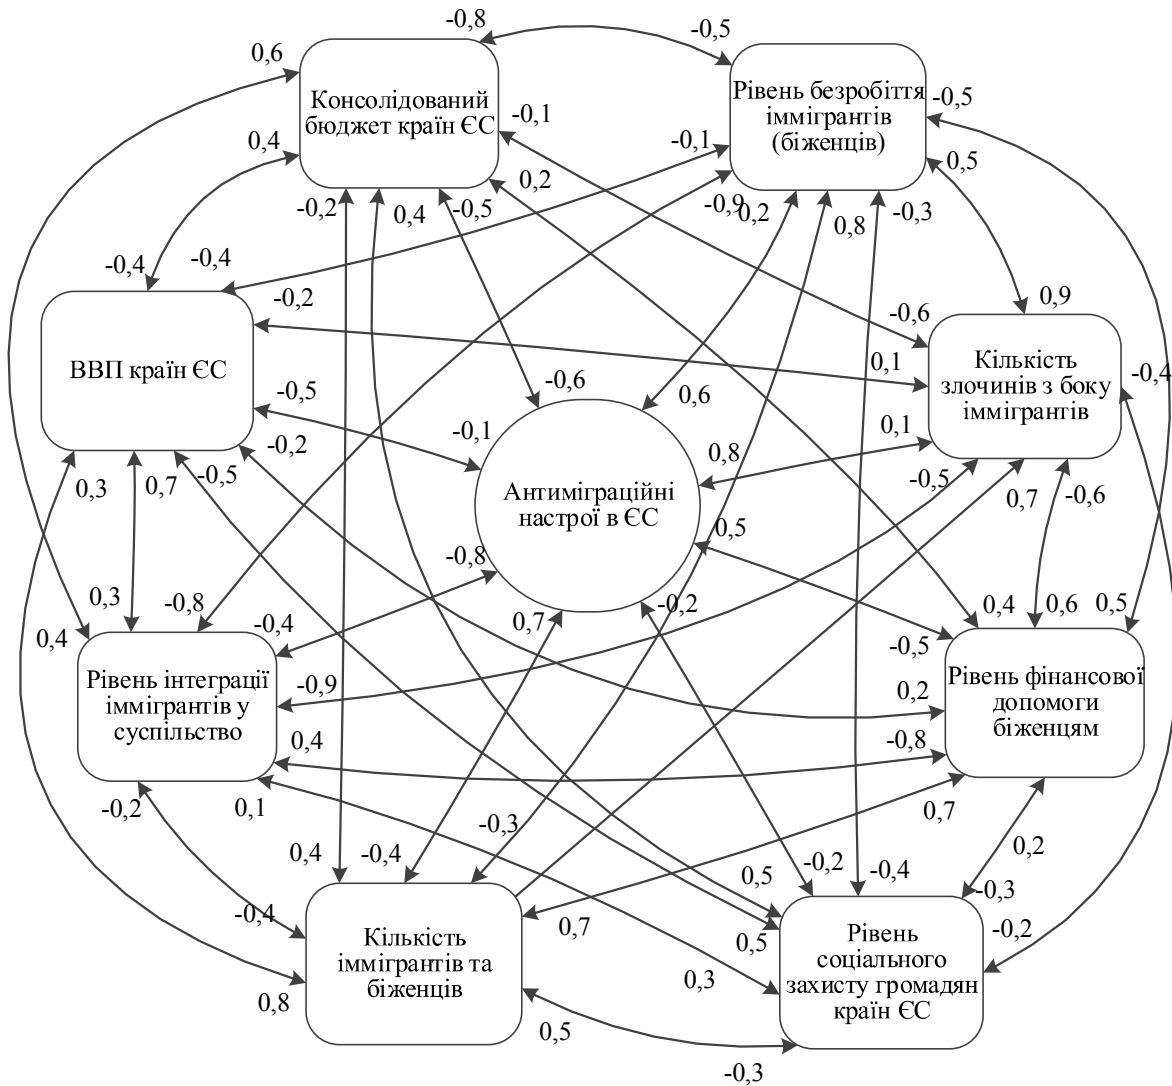 -0,8
-0,5
0,6
Консолідований
бюджет країн ЄС
Рівень безробіття
іммігрантів
(біженців)
-0,5
-0,1
0,4
-0,1
0,5
0,2
-0,2
0,4
-0,5
-0,9
0,2
0,8
-0,3
-0,4
-0,4
-0,2
0,9
-0,6
ВВП країн ЄС
0,1
Кількість
злочинів з боку
іммігрантів
-0,4
-0,5
-0,6
0,6
-0,1
0,1
-0,2
0,8
0,3
0,7
-0,5
-0,5
0,7
-0,6
Антиміграційні
настрої в ЄС
0,5
-0,8
0,3
-0,8
-0,4
0,7
-0,2
0,4
0,6
0,5
0,4
-0,5
Рівень інтеграції
іммігрантів у
суспільство
-0,9
0,2
Рівень фінансової
допомоги
біженцям
0,4
-0,8
-0,2
0,1
0,7
-0,3
0,4
-0,4
-0,2
-0,4
0,5
0,2
-0,3
-0,4
0,7
0,5
-0,2
Кількість
іммігрантів та
біженців
Рівень
соціального
захисту громадян
країн ЄС
0,3
0,8
0,5
-0,3